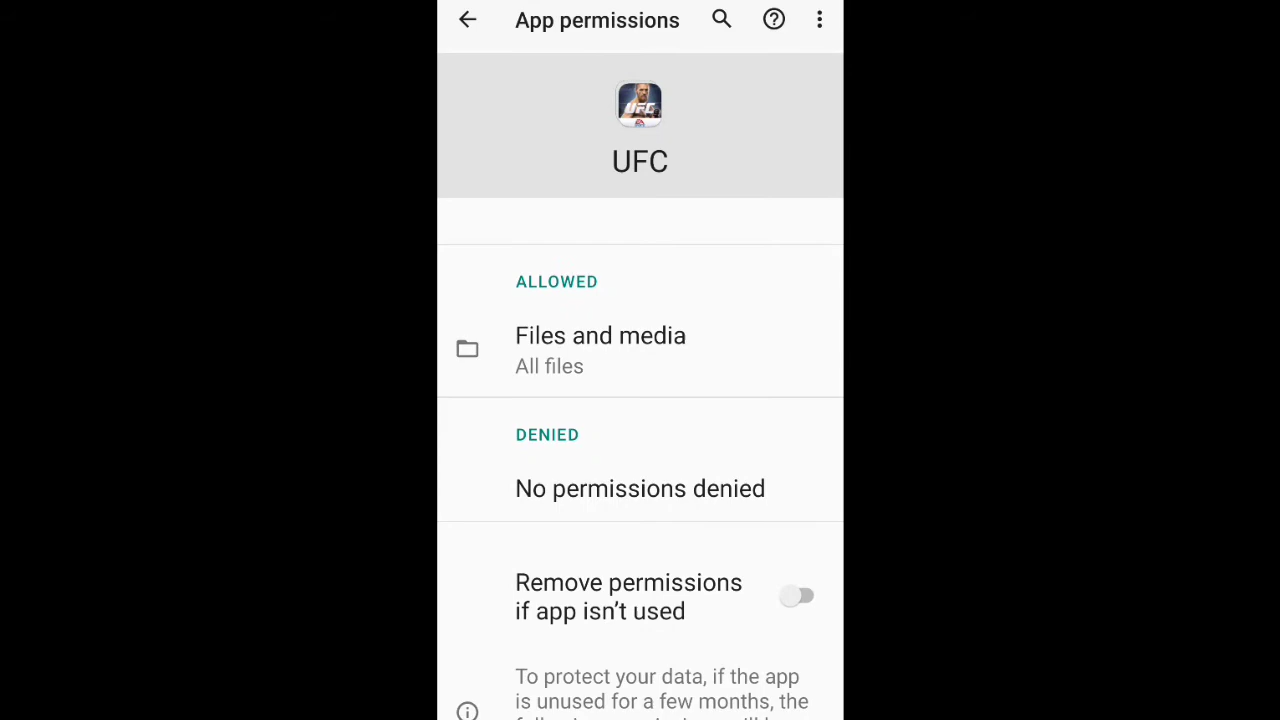 App permissions
UFC
UFC
ALLOWED
Files and media
All files
DENIED
No permissions denied
Remove permissions
if app isn't used
To protect your data, if the app
is unused for a few months, the